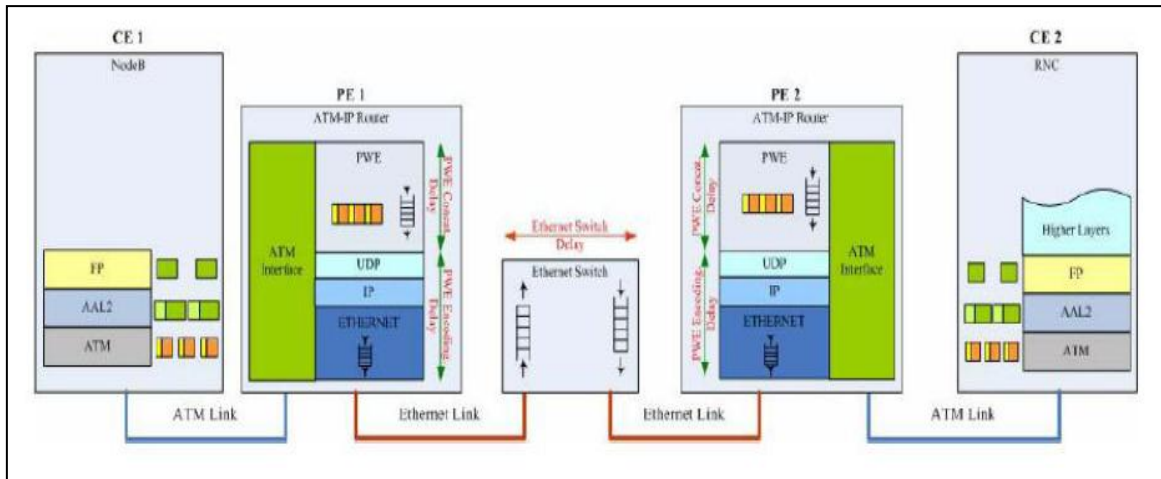 CE 1
NodeB
FP
AAL2
ATM
ATM Link
PE 1
ATM-IP Router
ATM
Interface
PWE
UDP
IP
ETHERNET
PWE Concat
Delay
PWE Encoding
Delay
Ethernet Link
Ethernet Switch
Delay
Ethernet Switch
Ethernet Link
PE 2
ATM-IP Router
PWE Concat
Delay
PWE Encoding
Delay
PWE
UDP
IP
ETHERNET
ATM
Interface
ATM Link
CE 2
RNC
Higher Layers
FP
AAL2
ATM